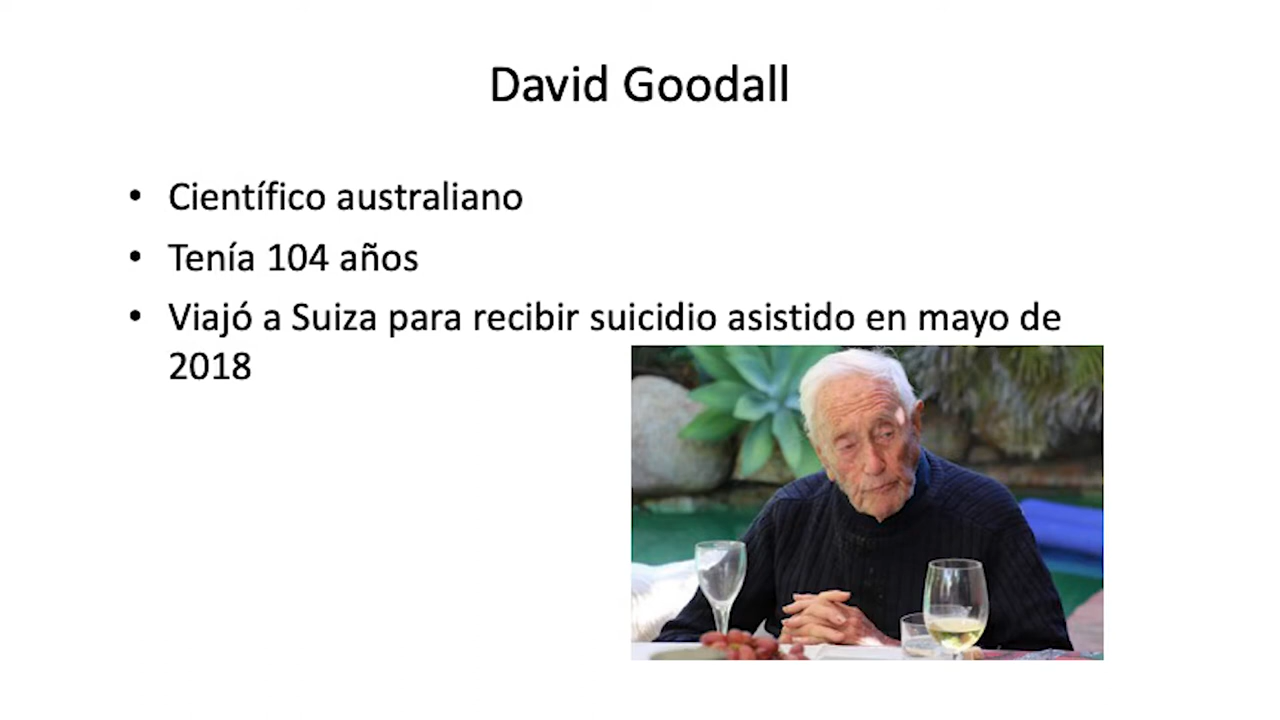 David Goodall
• Científico australiano
• Tenía 104 años
• Viajó a Suiza para recibir suicidio asistido en mayo de
2018